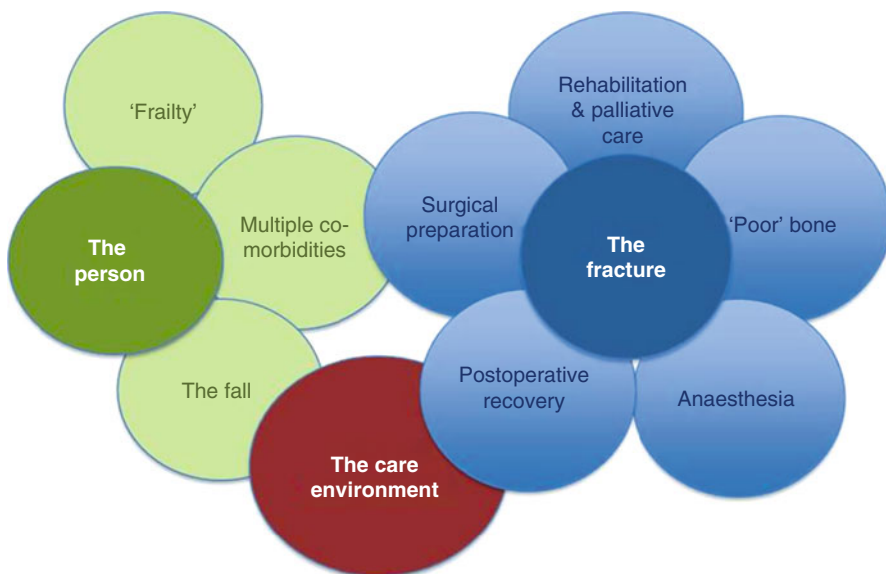 ‘Frailty’
The
person
Multiple co-
morbidities
The fall
The care
environment
Rehabilitation
& palliative
care
Surgical
preparation
The
fracture
‘Poor’ bone
Postoperative
recovery
Anaesthesia